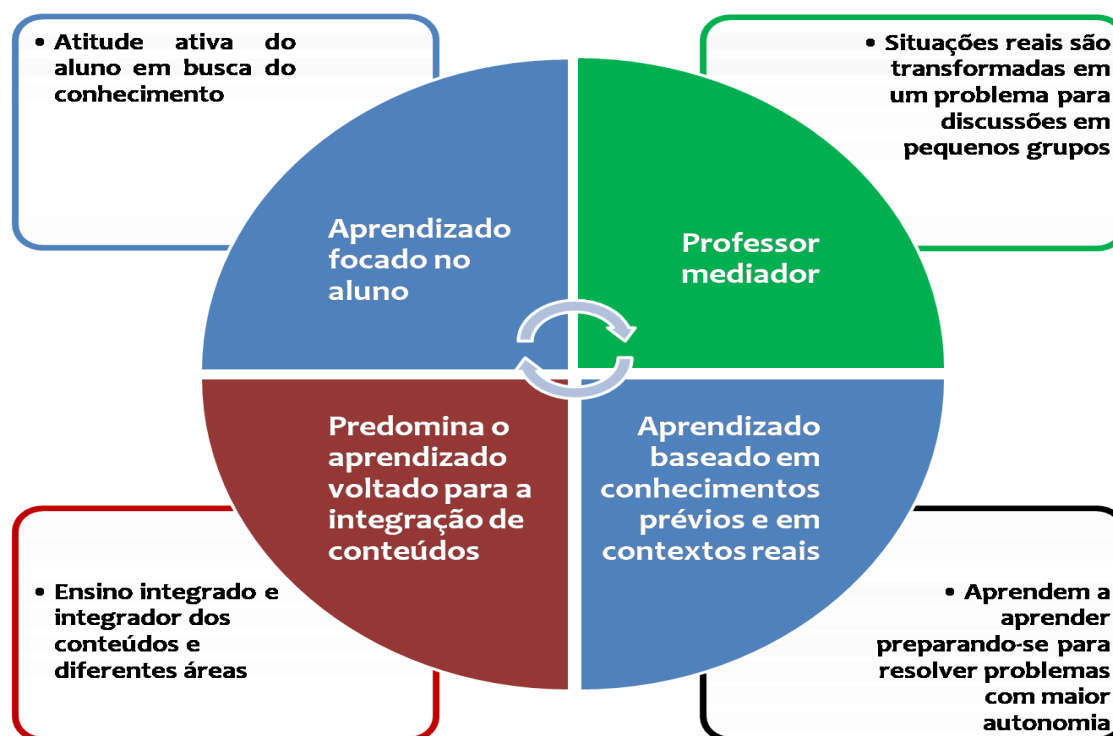 • Atitude ativa do
aluno em busca do
conhecimento
• Situações reais são
transformadas em
um problema para
discussões em
pequenos grupos
Aprendizado
focado no
aluno
Professor
mediador
Predomina o
aprendizado
voltado para a
integração de
conteúdos
Aprendizado
baseado em
conhecimentos
prévios e em
contextos reais
• Ensino integrado e
integrador dos
conteúdos e
diferentes áreas
• Aprendem a
aprender
preparando-se para
resolver problemas
com maior
autonomia